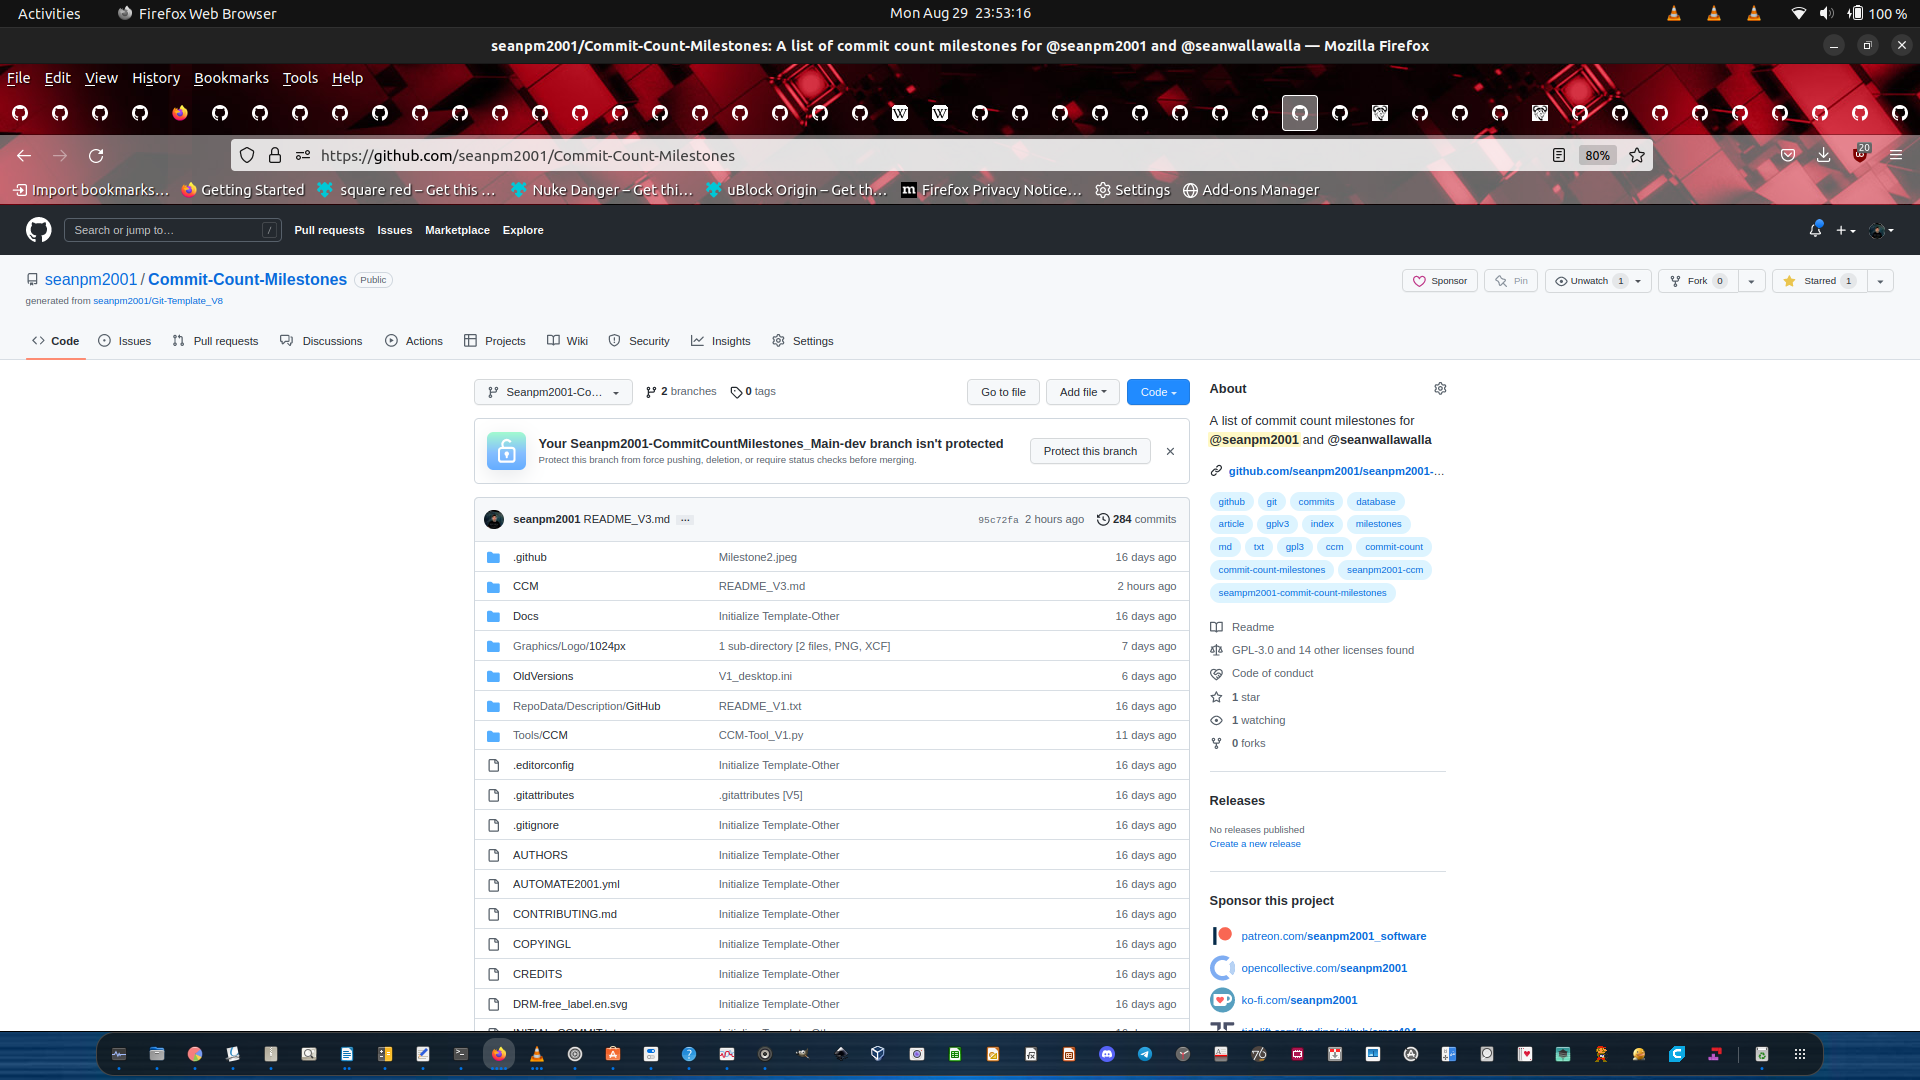 Activities Firefox Web Browser Mon Aug 29 23:53:16 100 %
seanpm2001/Commit-Count-Milestones: A list of commit count milestones for @seanpm2001 and @seanwallawalla — Mozilla Firefox
File Edit View History Bookmarks Tools Help
https://github.com/seanpm2001/Commit-Count-Milestones 80% 20
Import bookmarks… Getting Started square red – Get this … Nuke Danger – Get thi… uBlock Origin – Get th… Firefox Privacy Notice… Settings Add-ons Manager
Search or jump to… / Pull requests Issues Marketplace Explore
seanpm2001 / Commit-Count-Milestones Public Sponsor Pin Unwatch 1 Fork 0 Starred 1
generated from seanpm2001/Git-Template_V8
Code Issues Pull requests Discussions Actions Projects Wiki Security Insights Settings
Seanpm2001-Co… 2 branches 0 tags Go to file Add file Code
Your Seanpm2001-CommitCountMilestones_Main-dev branch isn't protected
Protect this branch from force pushing, deletion, or require status checks before merging.
Protect this branch
seanpm2001 README_V3.md … 95c72fa 2 hours ago 284 commits
.github Milestone2.jpeg 16 days ago
CCM README_V3.md 2 hours ago
Docs Initialize Template-Other 16 days ago
Graphics/Logo/1024px 1 sub-directory [2 files, PNG, XCF] 7 days ago
OldVersions V1_desktop.ini 6 days ago
RepoData/Description/GitHub README_V1.txt 16 days ago
Tools/CCM CCM-Tool_V1.py 11 days ago
.editorconfig Initialize Template-Other 16 days ago
.gitattributes .gitattributes [V5] 16 days ago
.gitignore Initialize Template-Other 16 days ago
AUTHORS Initialize Template-Other 16 days ago
AUTOMATE2001.yml Initialize Template-Other 16 days ago
CONTRIBUTING.md Initialize Template-Other 16 days ago
COPYINGL Initialize Template-Other 16 days ago
CREDITS Initialize Template-Other 16 days ago
DRM-free_label.en.svg Initialize Template-Other 16 days ago
About
A list of commit count milestones for
@seanpm2001 and @seanwallawalla
github.com/seanpm2001/seanpm2001-…
github git commits database
article gplv3 index milestones
md txt gpl3 ccm commit-count
commit-count-milestones seanpm2001-ccm
seampm2001-commit-count-milestones
Readme
GPL-3.0 and 14 other licenses found
Code of conduct
1 star
1 watching
0 forks
Releases
No releases published
Create a new release
Sponsor this project
patreon.com/seanpm2001_software
opencollective.com/seanpm2001
ko-fi.com/seanpm2001